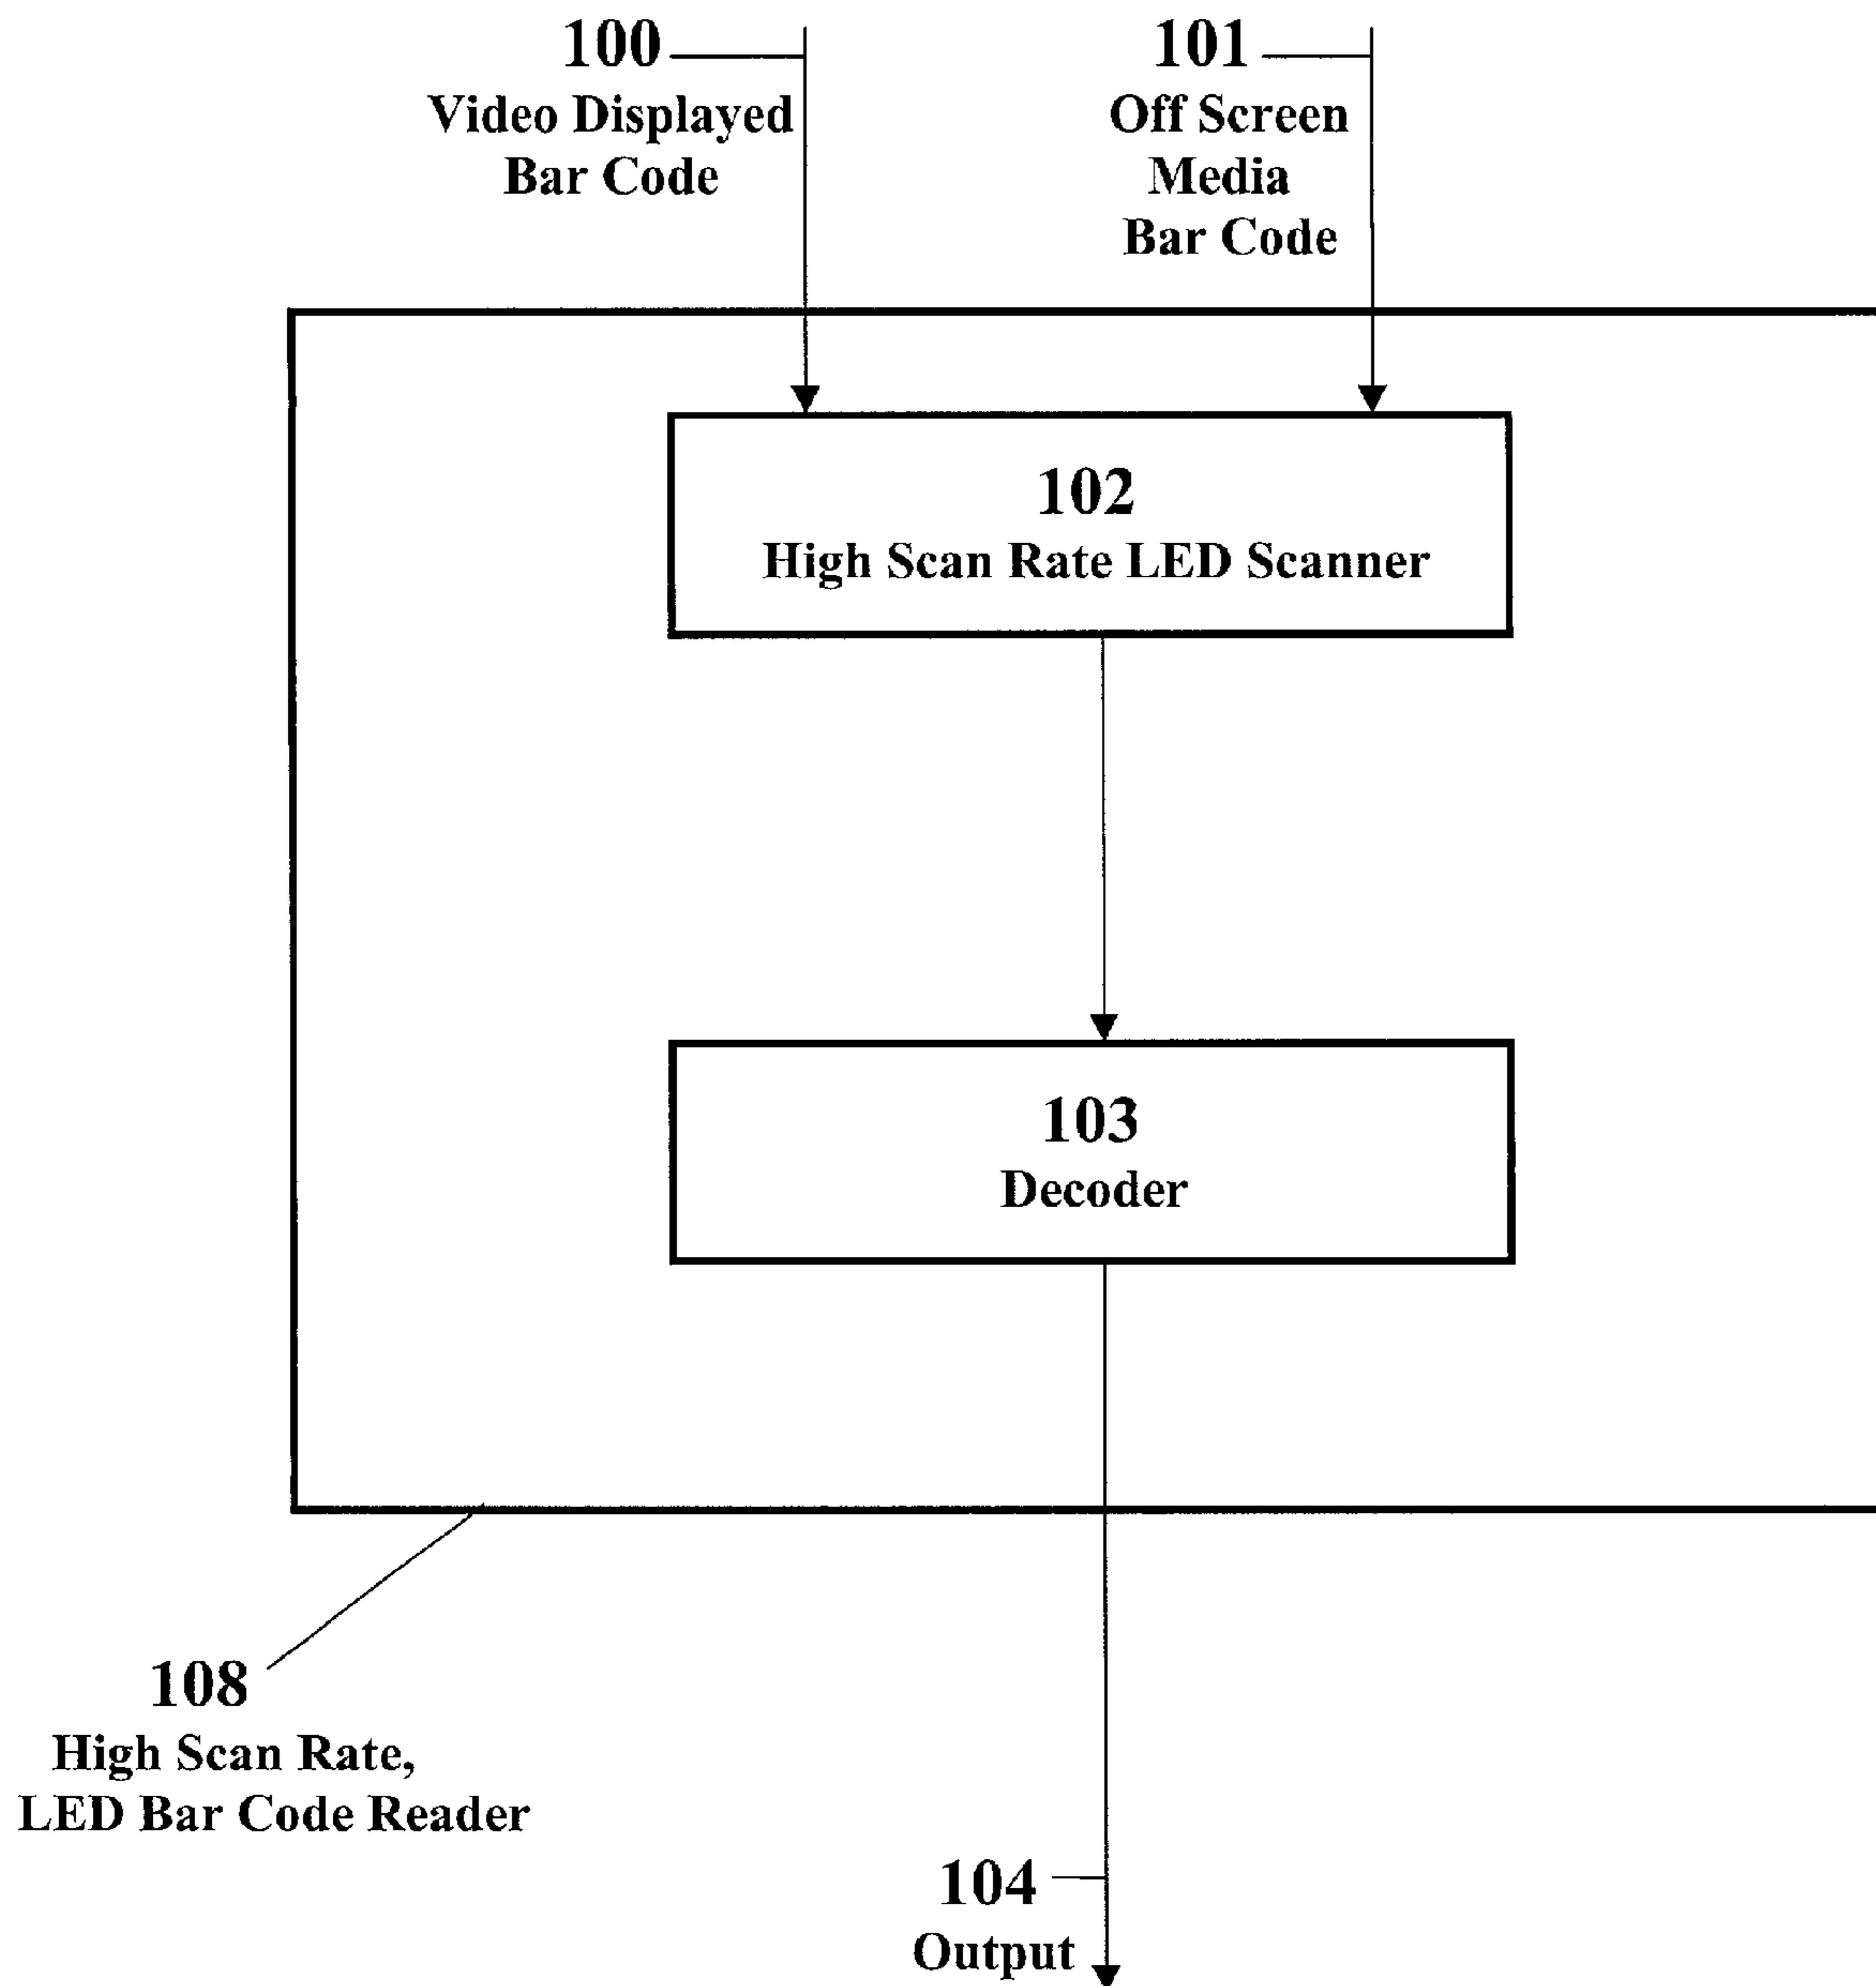 100
Video Displayed
Bar Code
101
Off Screen
Media
Bar Code
102
High Scan Rate LED Scanner
103
Decoder
108
High Scan Rate,
LED Bar Code Reader
104
Output